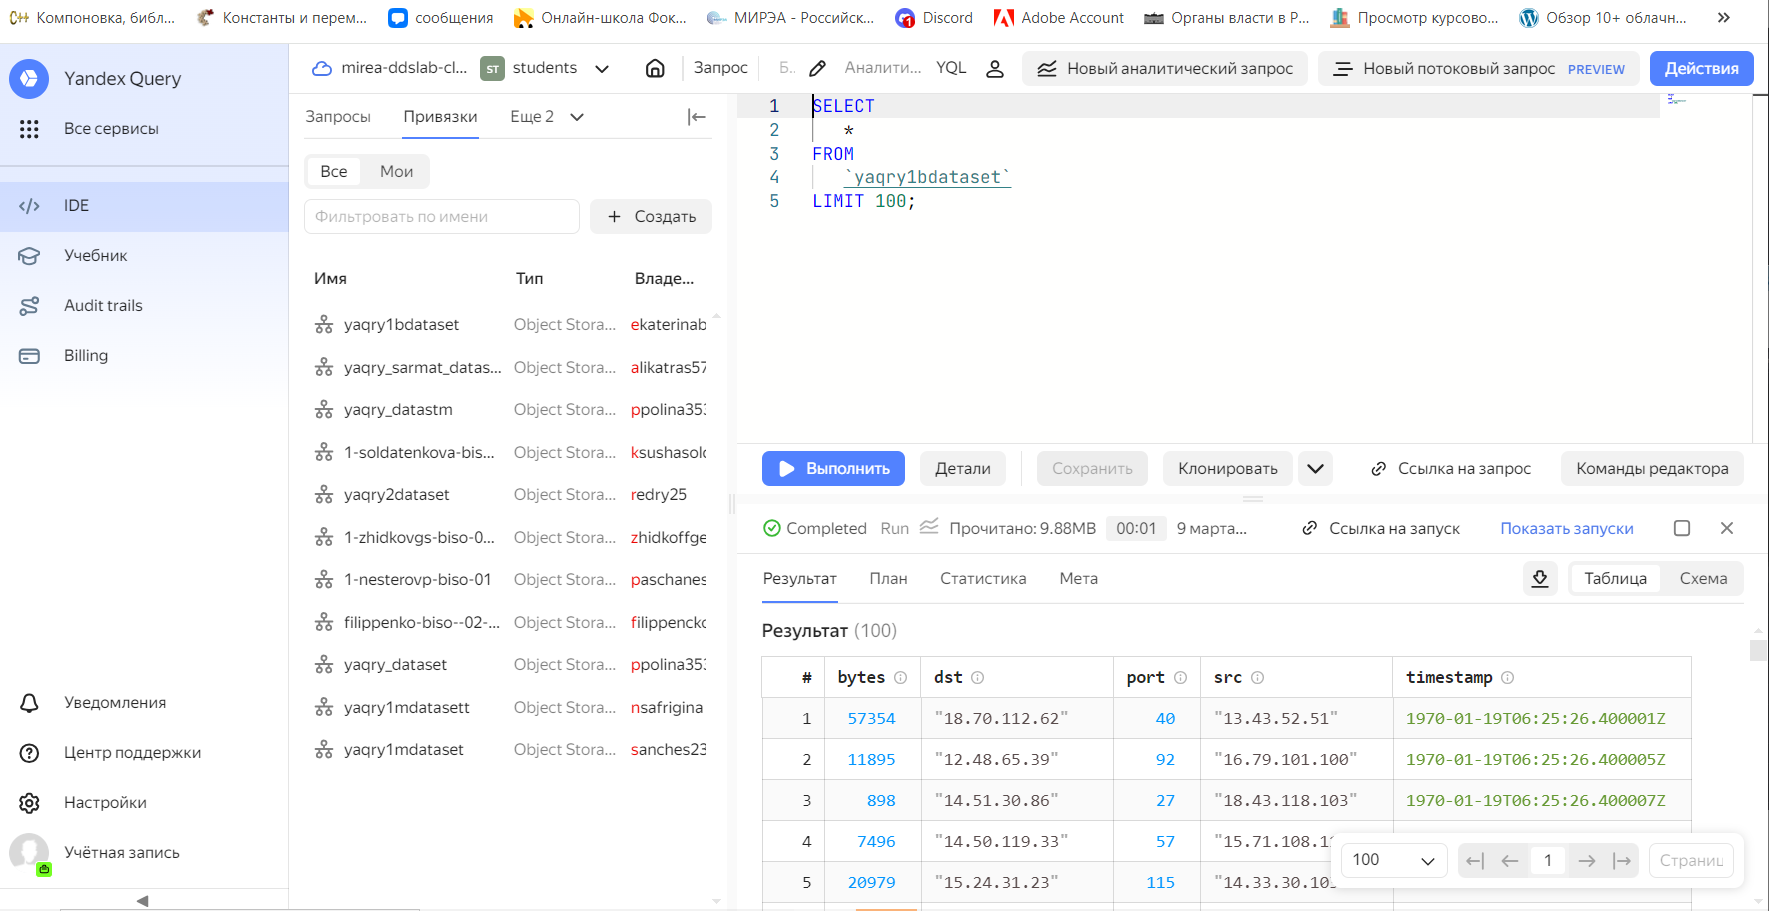 Компоновка, библ...
Константы и перем...
сообщения
Онлайн-школа Фок...
МИРЭА - Российск...
Discord
Adobe Account
Органы власти в Р...
Просмотр курсово...
Обзор 10+ облачн...
Yandex Query
Все сервисы
IDE
Учебник
Audit trails
Billing
Уведомления
Центр поддержки
Настройки
Учётная запись
mirea-ddslab-cl...
ST
students
Запрос
Б..
Аналити...
YQL
Новый аналитический запрос
Новый потоковый запрос PREVIEW
Действия
Запросы
Привязки
Еще 2
Все
Мои
Фильтровать по имени
+ Создать
Имя Тип Владе...
yaqry1bdataset Object Stora... ekaterinab
yaqry_sarmat_datas... Object Stora... alikatras57
yaqry_datastm Object Stora... ppolina353
1-soldatenkova-bis... Object Stora... ksushasolo
yaqry2dataset Object Stora... redry25
1-zhidkovgs-biso-0... Object Stora... zhidkoffge
1-nesterovp-biso-01 Object Stora... paschanes
filippenko-biso--02-... Object Stora... filippencko
yaqry_dataset Object Stora... ppolina353
yaqry1mdatasett Object Stora... nsafrigina
yaqry1mdataset Object Stora... sanches23
1 SELECT
2 *
3 FROM
4 `yaqry1bdataset`
5 LIMIT 100;
Выполнить
Детали
Сохранить
Клонировать
Ссылка на запрос
Команды редактора
Completed
Run
Прочитано: 9.88MB
00:01
9 марта...
Ссылка на запуск
Показать запуски
Результат
План
Статистика
Мета
Таблица
Схема
Результат (100)
# bytes dst port src timestamp
1 57354 "18.70.112.62" 40 "13.43.52.51" 1970-01-19T06:25:26.400001Z
2 11895 "12.48.65.39" 92 "16.79.101.100" 1970-01-19T06:25:26.400005Z
3 898 "14.51.30.86" 27 "18.43.118.103" 1970-01-19T06:25:26.400007Z
4 7496 "14.50.119.33" 57 "15.71.108.1
5 20979 "15.24.31.23" 115 "14.33.30.10
100
1
Страниц